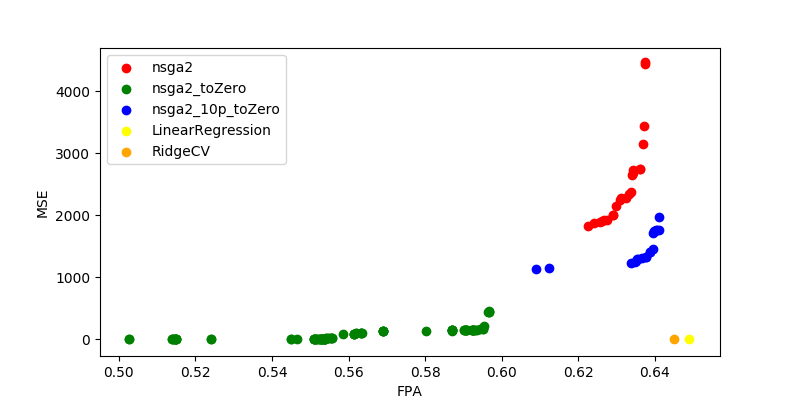 nsga2
nsga2_toZero
nsga2_10p_toZero
LinearRegression
RidgeCV
4000
3000
2000
1000
0
MSE
0.50 0.52 0.54 0.56 0.58 0.60 0.62 0.64
FPA